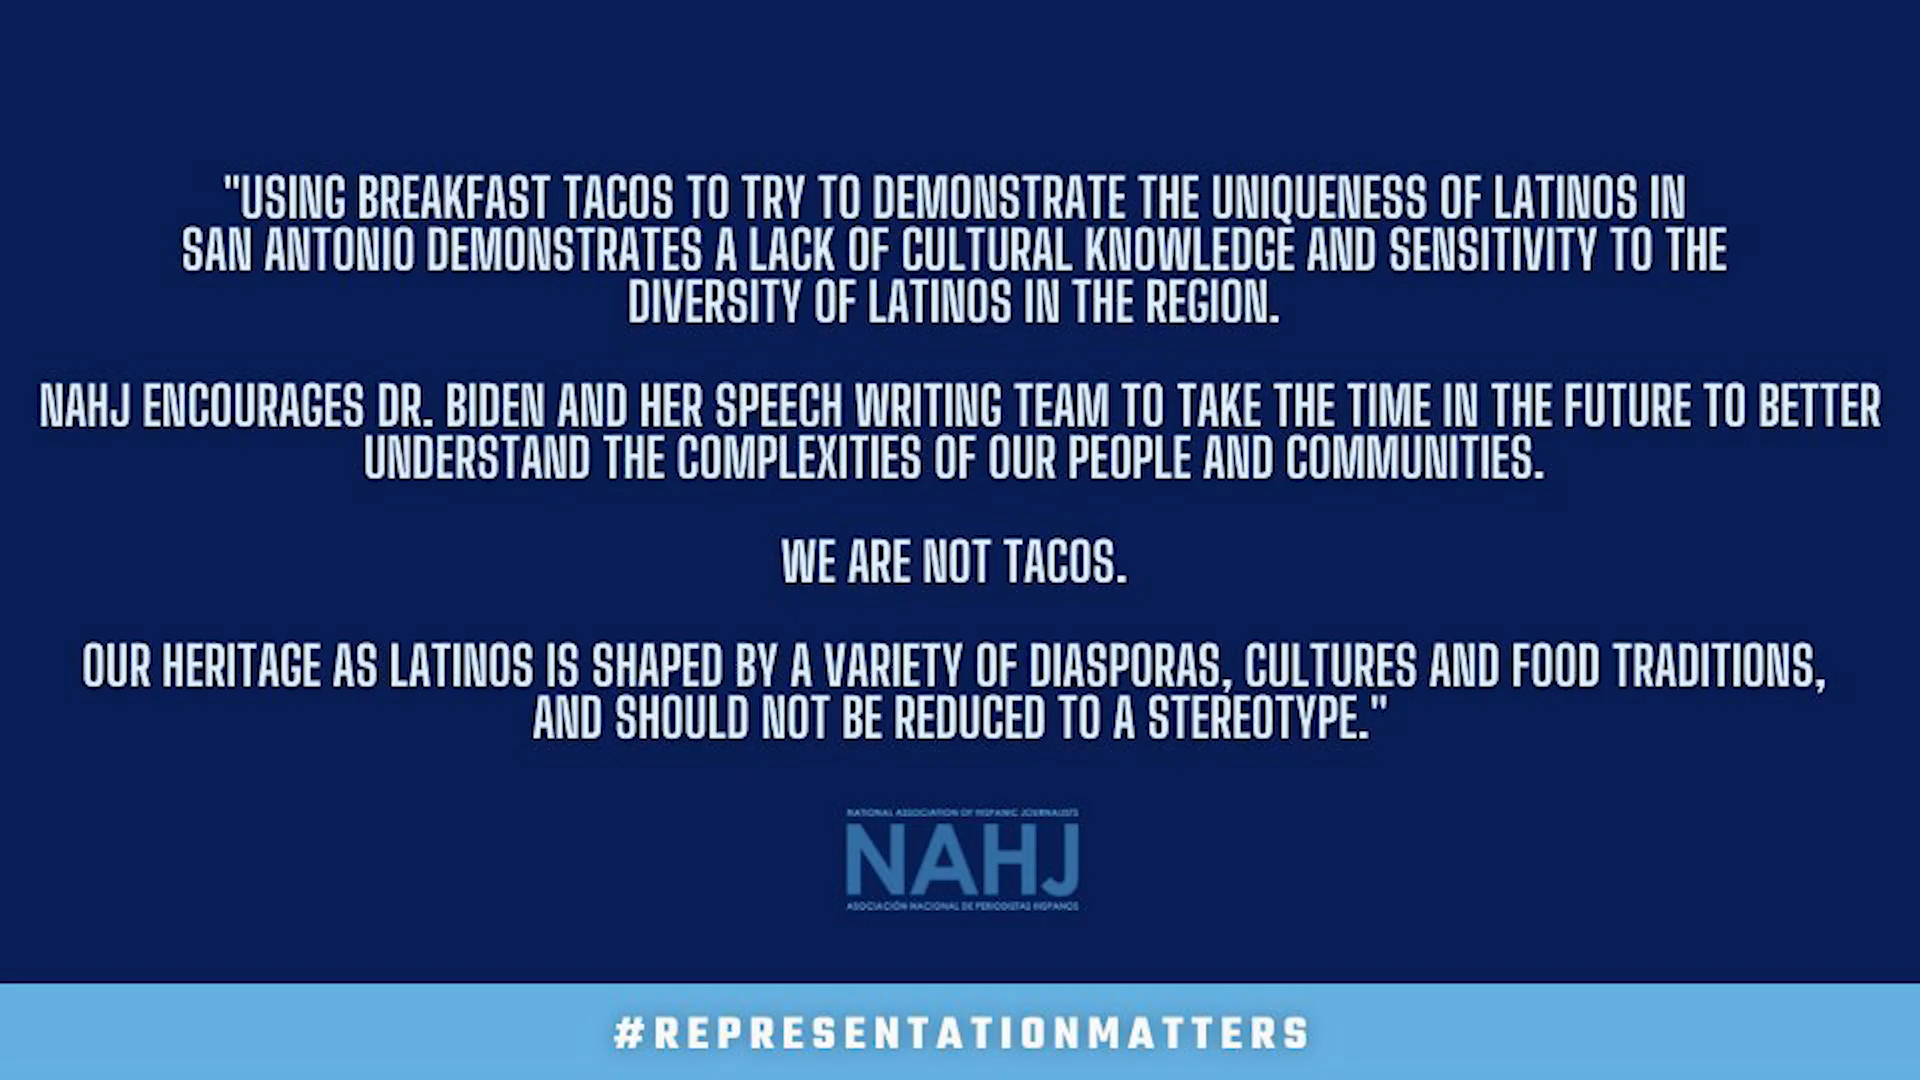 "USING BREAKFAST TACOS TO TRY TO DEMONSTRATE THE UNIQUENESS OF LATINOS IN
SAN ANTONIO DEMONSTRATES A LACK OF CULTURAL KNOWLEDGE AND SENSITIVITY TO THE
DIVERSITY OF LATINOS IN THE REGION.
NAHJ ENCOURAGES DR. BIDEN AND HER SPEECH WRITING TEAM TO TAKE THE TIME IN THE FUTURE TO BETTER
UNDERSTAND THE COMPLEXITIES OF OUR PEOPLE AND COMMUNITIES.
WE ARE NOT TACOS.
OUR HERITAGE AS LATINOS IS SHAPED BY A VARIETY OF DIASPORAS, CULTURES AND FOOD TRADITIONS,
AND SHOULD NOT BE REDUCED TO A STEREOTYPE."
NATIONAL ASSOCIATION OF HISPANIC JOURNALISTS
NAHJ
ASOCIACIÓN NACIONAL DE PERIODISTAS HISPANOS
#REPRESENTATIONMATTERS